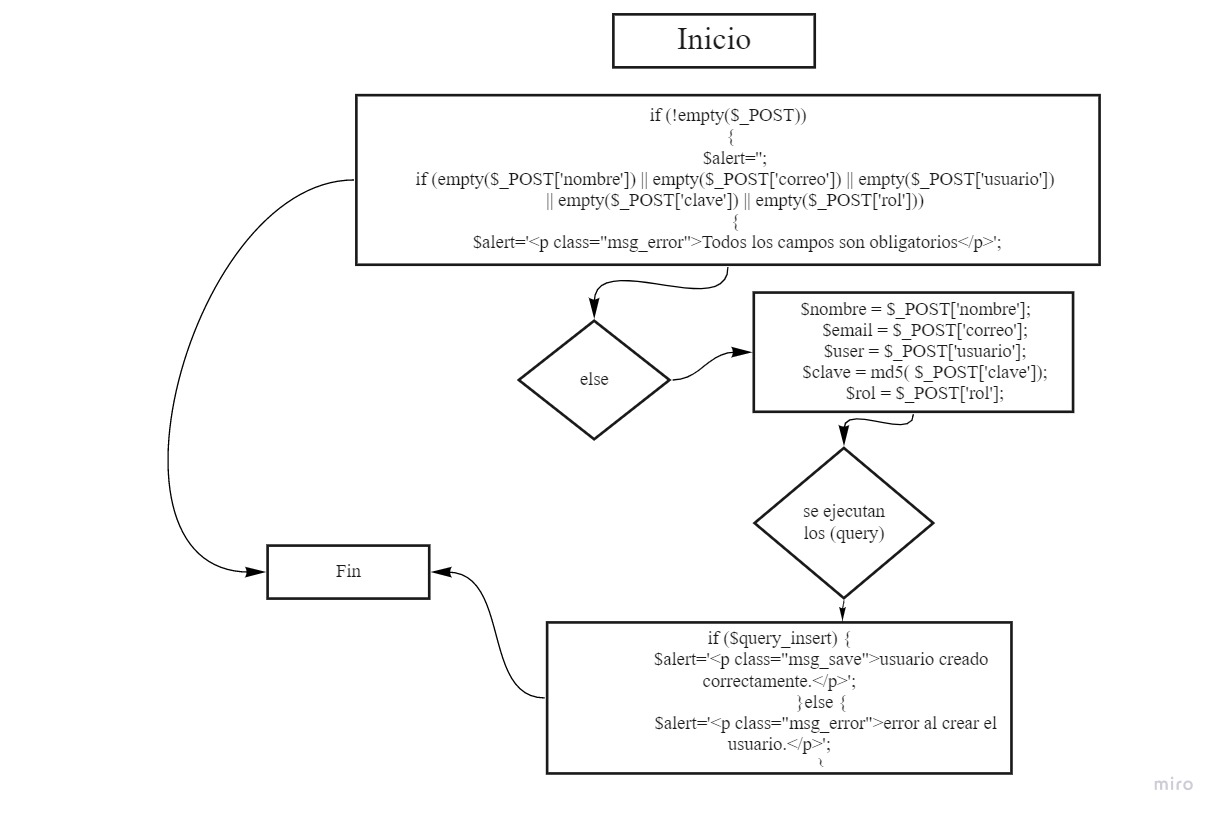 Inicio
if (!empty($_POST))
{
$alert='';
if (empty($_POST['nombre']) || empty($_POST['correo']) || empty($_POST['usuario'])
|| empty($_POST['clave']) || empty($_POST['rol']))
{
$alert='<p class="msg_error">Todos los campos son obligatorios</p>';
else
$nombre = $_POST['nombre'];
$email = $_POST['correo'];
$user = $_POST['usuario'];
$clave = md5( $_POST['clave']);
$rol = $_POST['rol'];
se ejecutan
los (query)
Fin
if ($query_insert) {
$alert='<p class="msg_save">usuario creado
correctamente.</p>';
}else {
$alert='<p class="msg_error">error al crear el
usuario.</p>';
miro